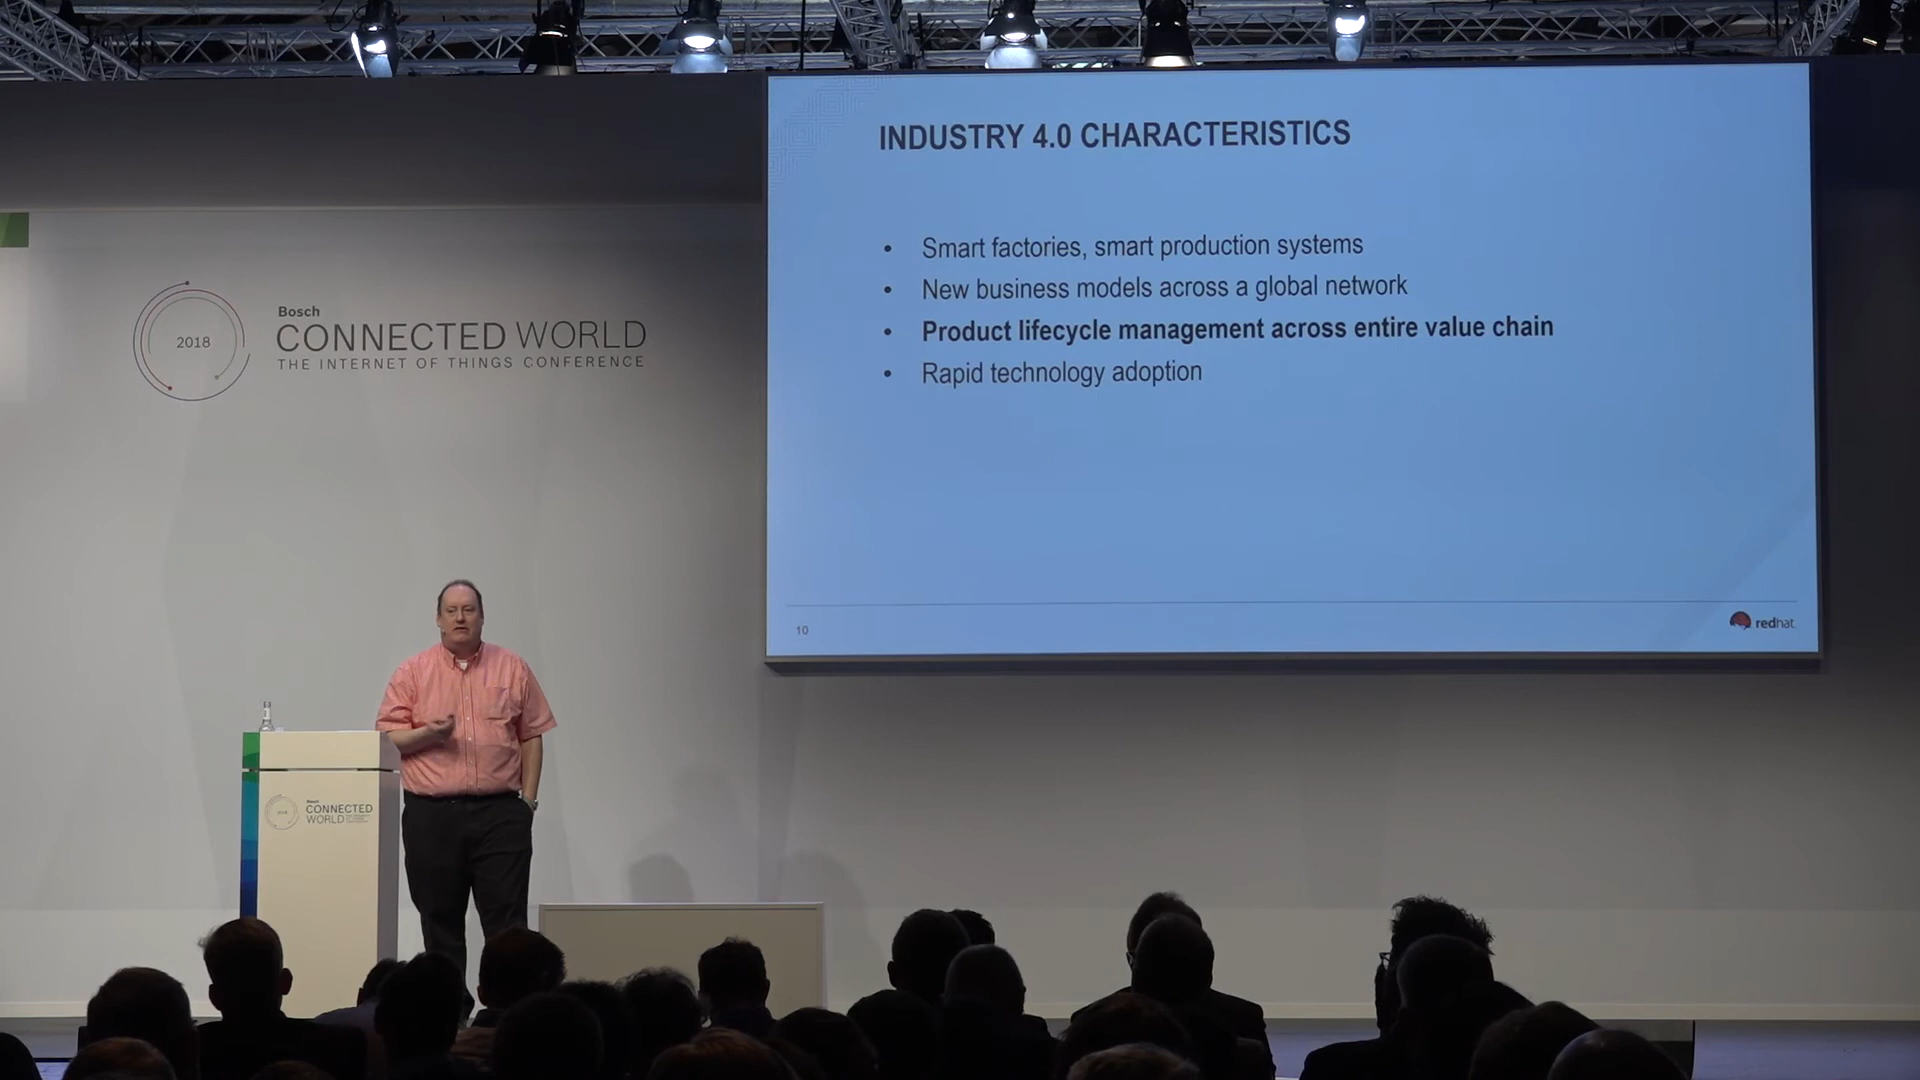 INDUSTRY 4.0 CHARACTERISTICS
• Smart factories, smart production systems
• New business models across a global network
• Product lifecycle management across entire value chain
• Rapid technology adoption
10
redhat.
2018
Bosch
CONNECTED WORLD
THE INTERNET OF THINGS CONFERENCE
Bosch
CONNECTED
WORLD